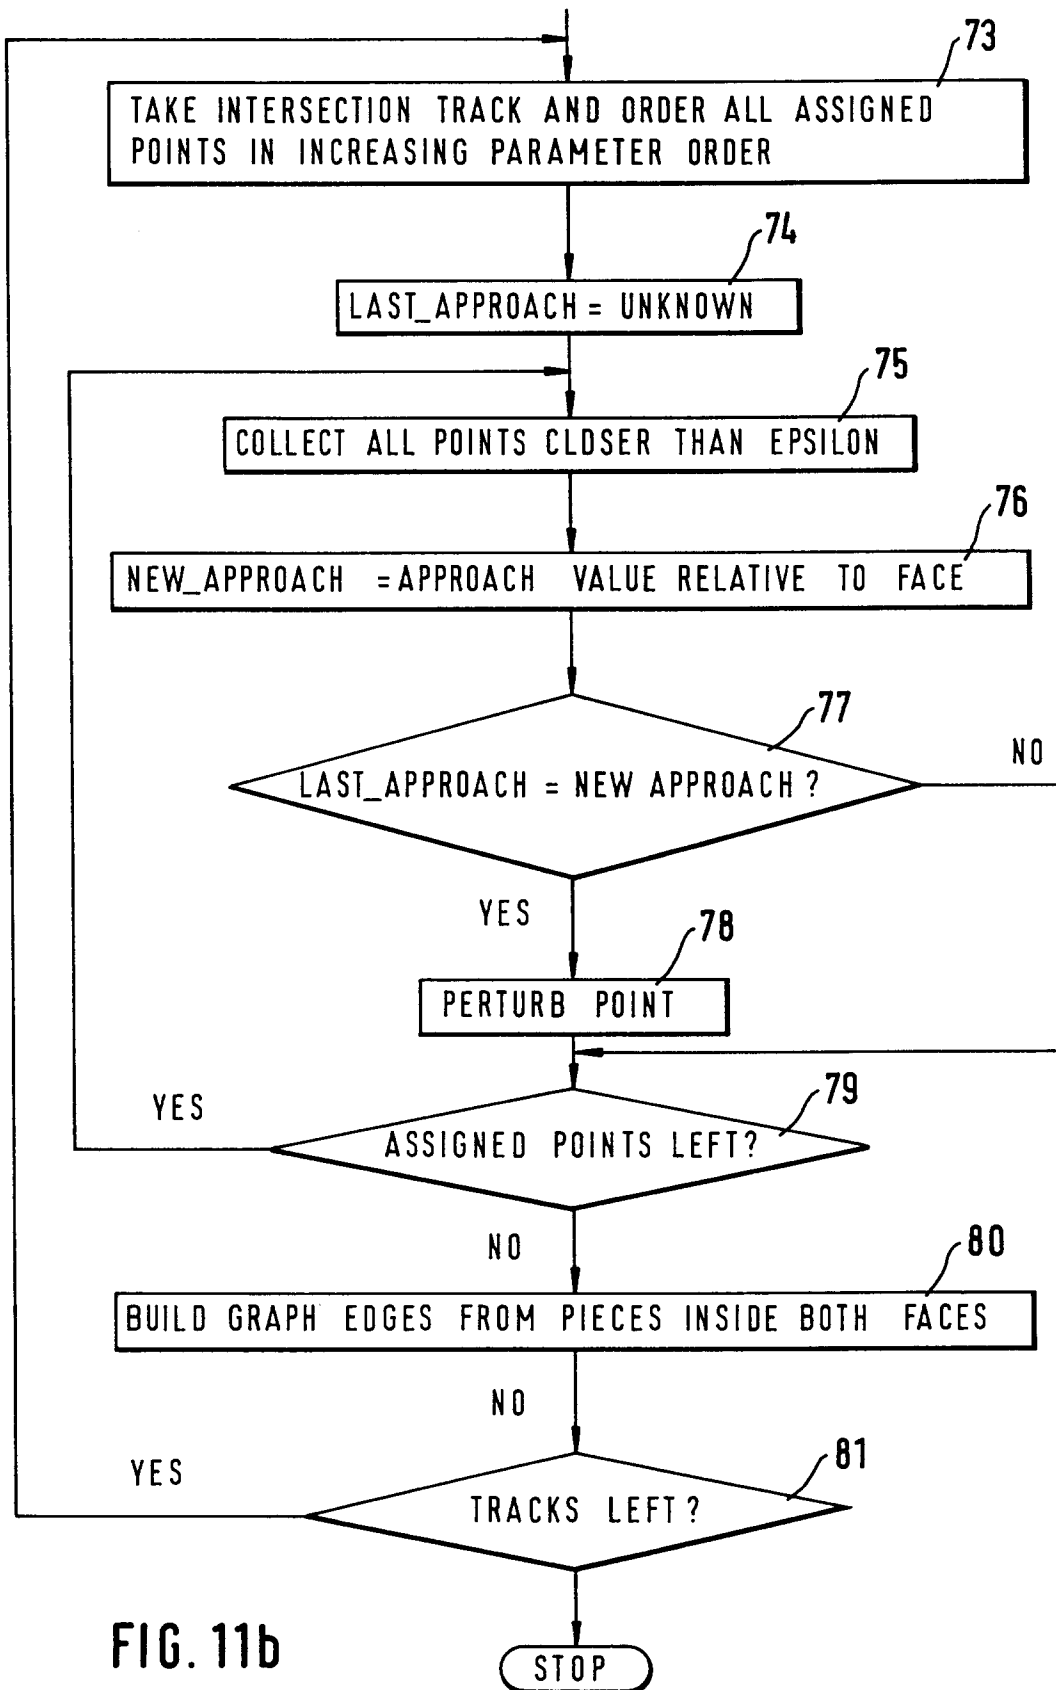 73
TAKE INTERSECTION TRACK AND ORDER ALL ASSIGNED
POINTS IN INCREASING PARAMETER ORDER
74
LAST_APPROACH = UNKNOWN
75
COLLECT ALL POINTS CLDSER THAN EPSILON
76
NEW_APPROACH =APPROACH VALUE RELATIVE TO FACE
77
NO
LAST_APPROACH = NEW APPROACH ?
YES
78
PERTURB POINT
79
YES
ASSIGNED POINTS LEFT?
NO
80
BUILD GRAPH EDGES FROM PIECES INSIDE BOTH FACES
NO
81
YES
TRACKS LEFT ?
FIG. 11b
STOP